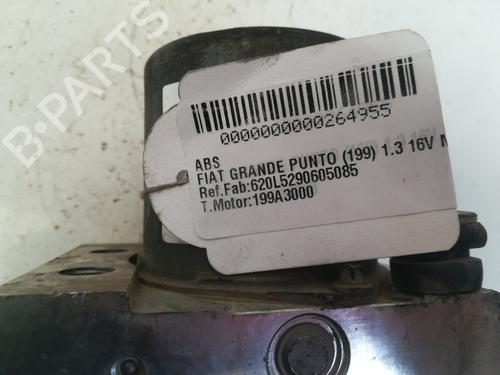 0000000000264955
ABS
FIAT GRANDE PUNTO (199) 1.3 16V
Ref.Fab:620L5290605085
T.Motor:199A3000
B-PARTS